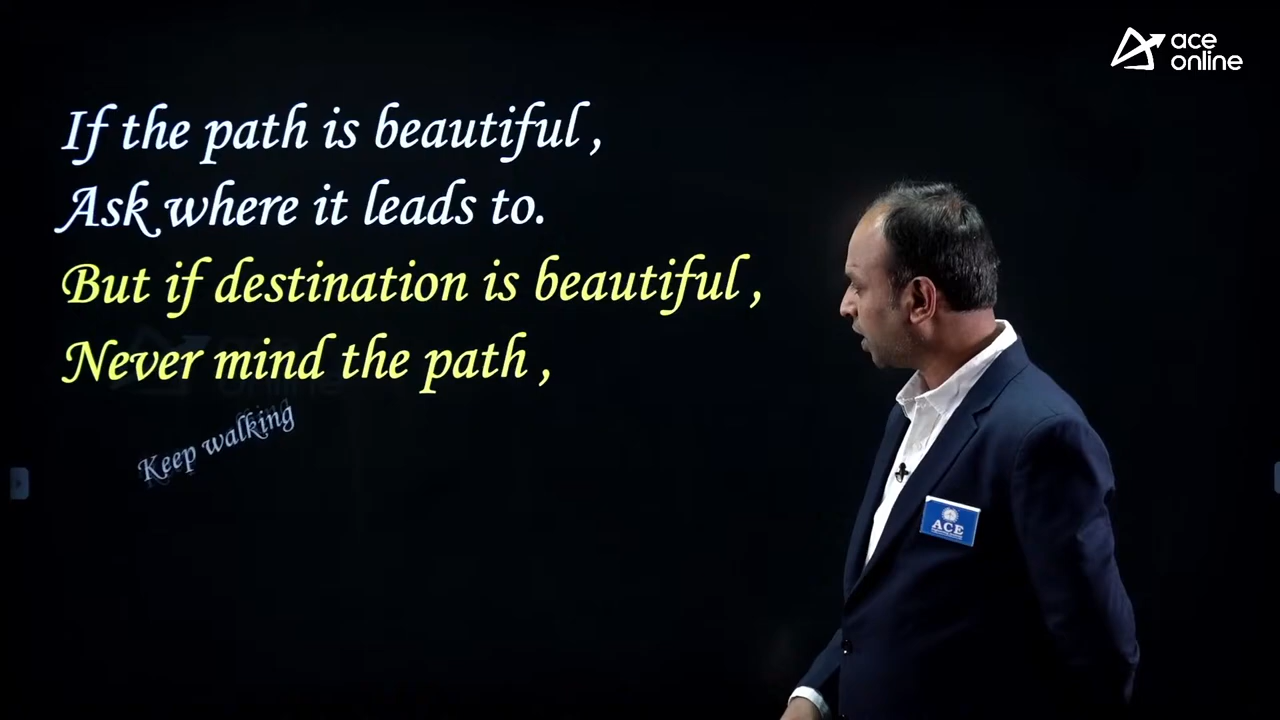 ace
online
If the path is beautiful ,
Ask where it leads to.
But if destination is beautiful ,
Never mind the path ,
Keep walking
ACE